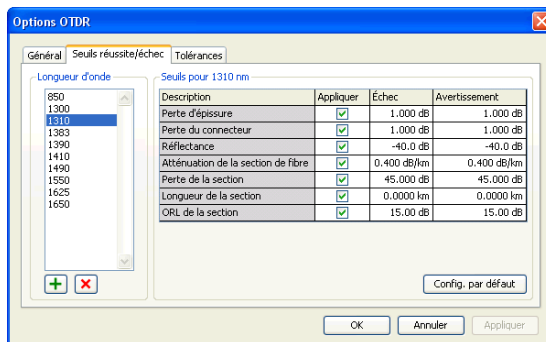 Options OTDR
Général Seuils réussite/échec Tolérances
Longueur d'onde
850
1300
1310
1383
1390
1410
1490
1550
1625
1650
Seuils pour 1310 nm
Description Appliquer Échec Avertissement
Perte d'épissure 1.000 dB 1.000 dB
Perte du connecteur 1.000 dB 1.000 dB
Réflectance -40.0 dB -40.0 dB
Atténuation de la section de fibre 0.400 dB/km 0.400 dB/km
Perte de la section 45.000 dB 45.000 dB
Longueur de la section 0.0000 km 0.0000 km
ORL de la section 15.00 dB 15.00 dB
Config. par défaut
OK Annuler Appliquer